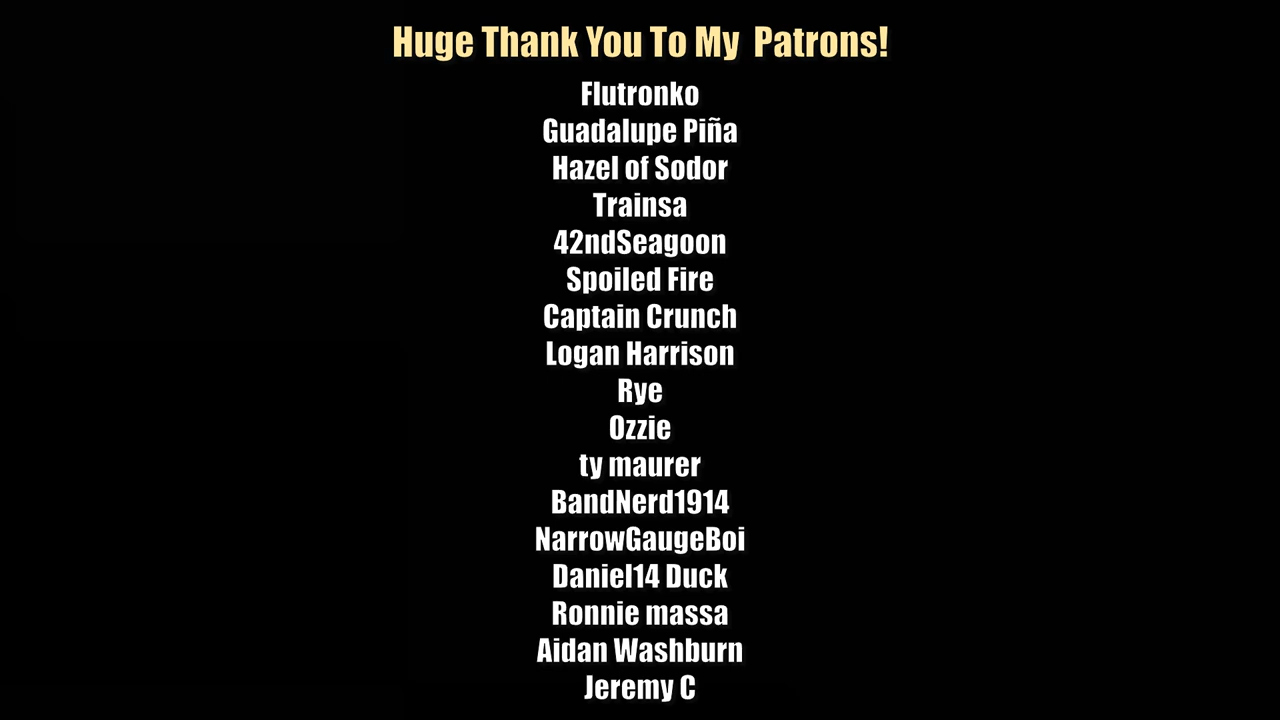 Huge Thank You To My  Patrons!
Flutronko
Guadalupe Piña
Hazel of Sodor
Trainsa
42ndSeagoon
Spoiled Fire
Captain Crunch
Logan Harrison
Rye
Ozzie
ty maurer
BandNerd1914
NarrowGaugeBoi
Daniel14 Duck
Ronnie massa
Aidan Washburn
Jeremy C